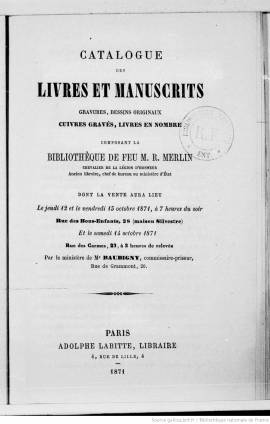 CATALOGUE
DES
LIVRES ET MANUSCRITS
GRAVURES, DESSINS ORIGINAUX
CUIVRES GRAVÉS, LIVRES EN NOMBRE
COMPOSANT LA
BIBLIOTHÈQUE DE FEU M. R. MERLIN
CHEVALIER DE LA LÉGION D'HONNEUR
Ancien libraire, chef de bureau au ministère d'État
DONT LA VENTE AURA LIEU
Le jeudi 12 et le vendredi 13 octobre 1871, à 7 heures du soir
Rue des Bons-Enfants, 28 (maison Silvestre)
Et le samedi 14 octobre 1871
Rue des Carmes, 27, à 3 heures de relevée
Par le ministère de Me BAUBIGNY, commissaire-priseur,
Rue de Grammont, 20.
R.F.
PARIS
ADOLPHE LABITTE, LIBRAIRE
4, RUE DE LILLE, 4
1871
Source gallica.bnf.fr / Bibliothèque nationale de France